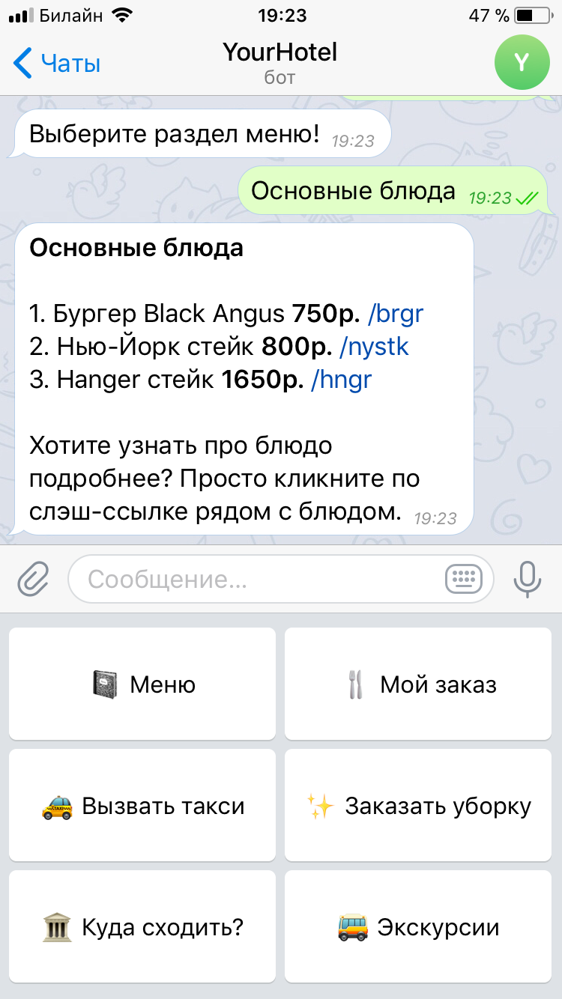 Билайн 19:23 47 %
Чаты YourHotel Y
бот
Выберите раздел меню! 19:23
Основные блюда 19:23
Основные блюда
1. Бургер Black Angus 750р. /brgr
2. Нью-Йорк стейк 800р. /nystk
3. Hanger стейк 1650р. /hngr
Хотите узнать про блюдо
подробнее? Просто кликните по
слэш-ссылке рядом с блюдом. 19:23
Сообщение...
Меню Мой заказ
TAXI Вызвать такси Заказать уборку
Куда сходить? Экскурсии